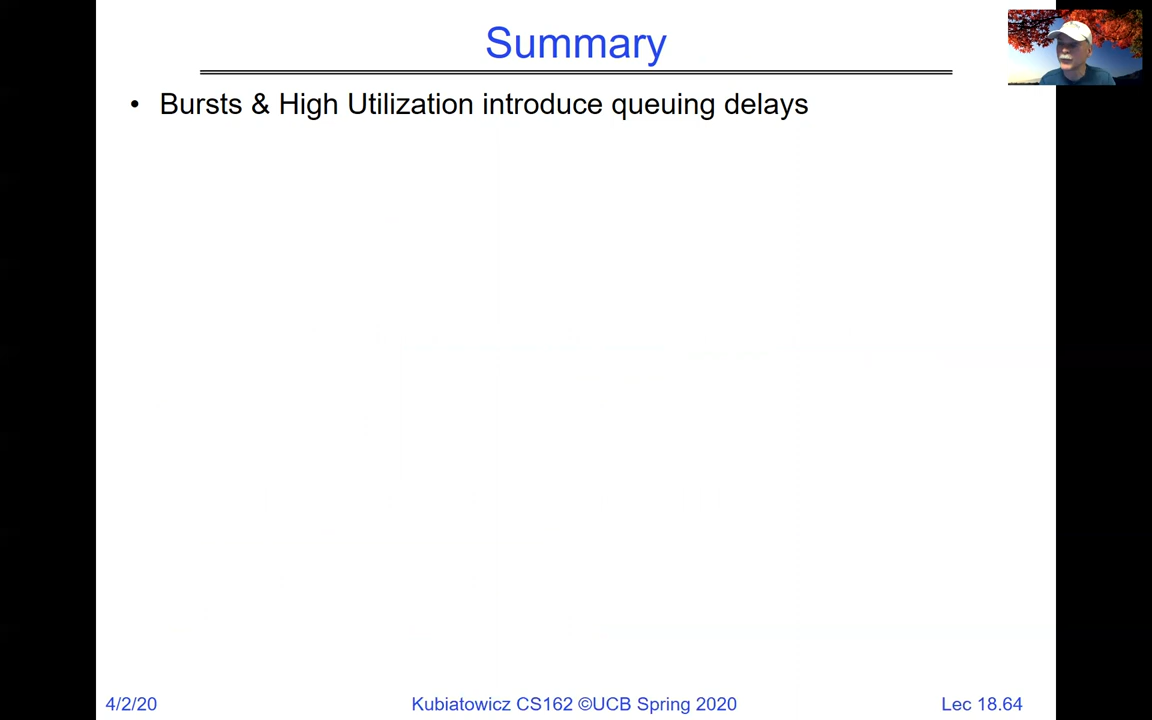 Summary
• Bursts & High Utilization introduce queuing delays
4/2/20
Kubiatowicz CS162 ©UCB Spring 2020
Lec 18.64